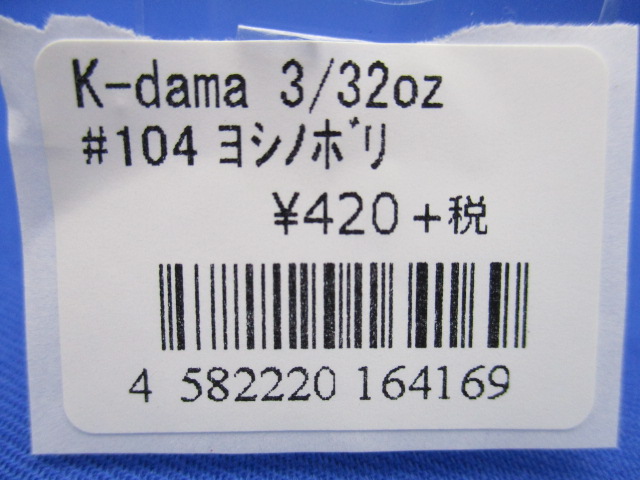 K-dama 3/32oz
#104 ﾖｼﾉﾎﾞﾘ
¥420+税
4 582220 164169